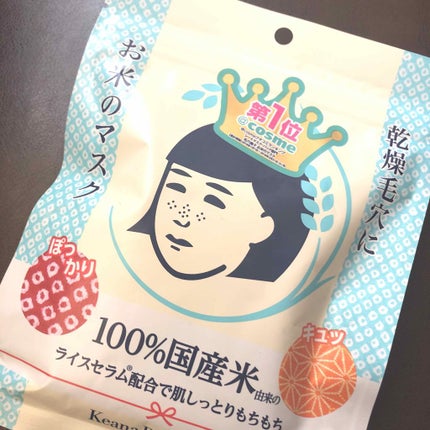 お米のマスク
乾燥毛穴に
第1位
@cosme
ぽっかり
キュッ
100%国産米由来の
ライスセラム®配合で肌しっとりもちもち
Keana